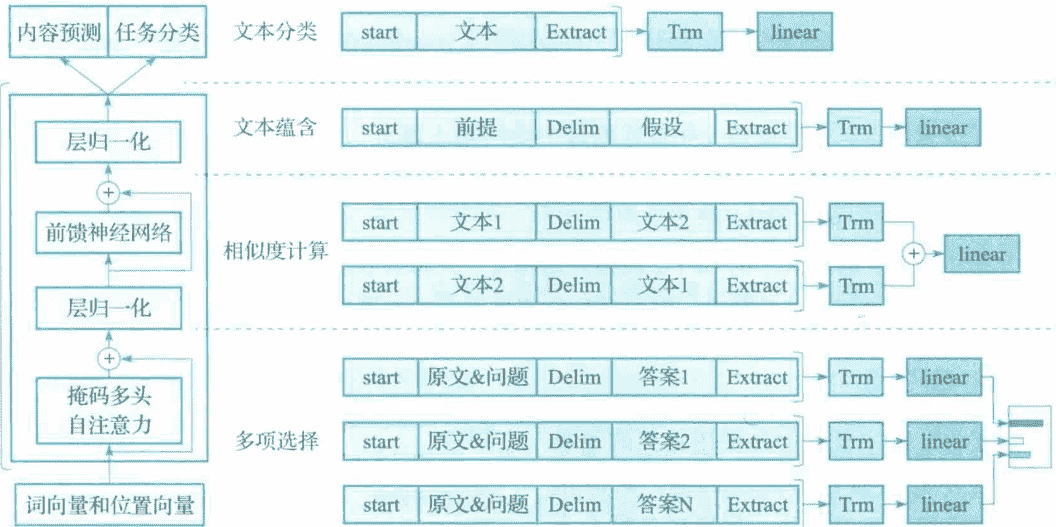 内容预测 任务分类
层归一化
+
前馈神经网络
层归一化
+
掩码多头
自注意力
词向量和位置向量
文本分类 start 文本 Extract Trm linear
文本蕴含 start 前提 Delim 假设 Extract Trm linear
相似度计算
start 文本1 Delim 文本2 Extract Trm
+ linear
start 文本2 Delim 文本1 Extract Trm
多项选择
start 原文&问题 Delim 答案1 Extract Trm linear
start 原文&问题 Delim 答案2 Extract Trm linear
start 原文&问题 Delim 答案N Extract Trm linear